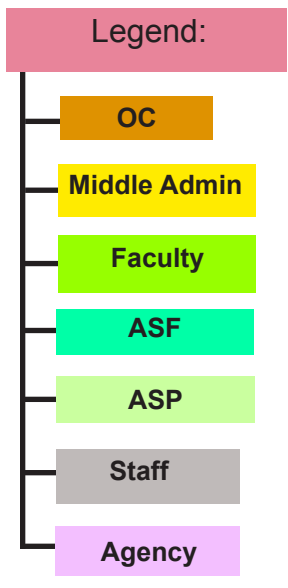 Legend:
OC
Middle Admin
Faculty
ASF
ASP
Staff
Agency